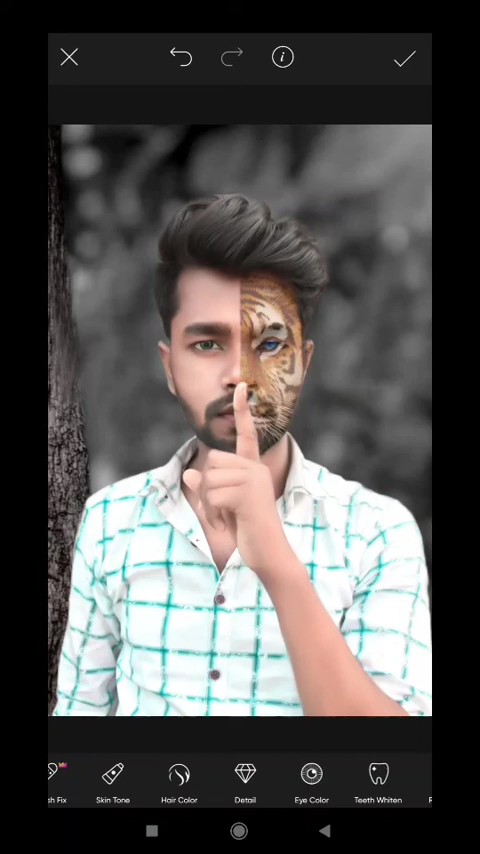 sh Fix
Skin Tone
Hair Color
Detail
Eye Color
Teeth Whiten